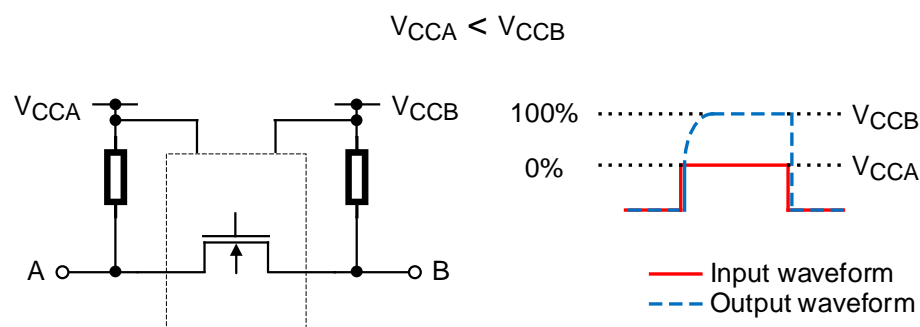 VCCA < VCCB
VCCA
VCCB
100%
VCCB
0%
VCCA
A
B
Input waveform
Output waveform